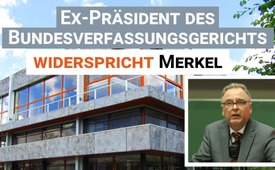 Ex-Präsident des
Bundesverfassungsgerichts
widerspricht Merkel